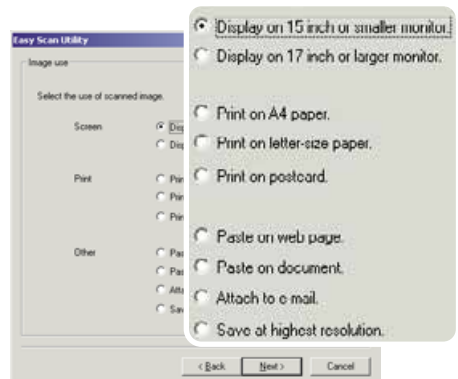 Easy Scan Utility
Image use
Select the use of scanned image.
Screen
Print
Other
Display on 15 inch or smaller monitor.
Display on 17 inch or larger monitor.
Print on A4 paper.
Print on letter-size paper.
Print on postcard.
Paste on web page.
Paste on document.
Attach to e-mail.
Save at highest resolution.
< Back
Next >
Cancel